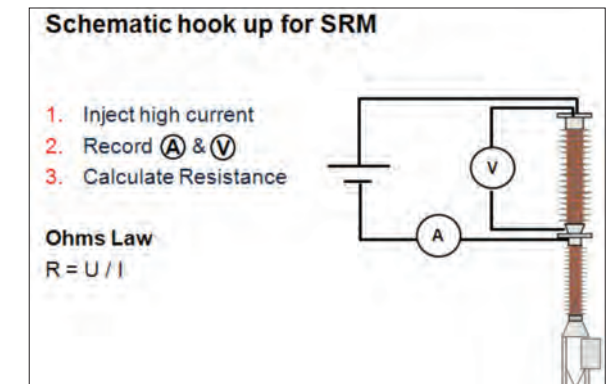 Schematic hook up for SRM
1. Inject high current
2. Record Ⓐ & Ⓥ
3. Calculate Resistance
Ohms Law
R = U / I
V
A